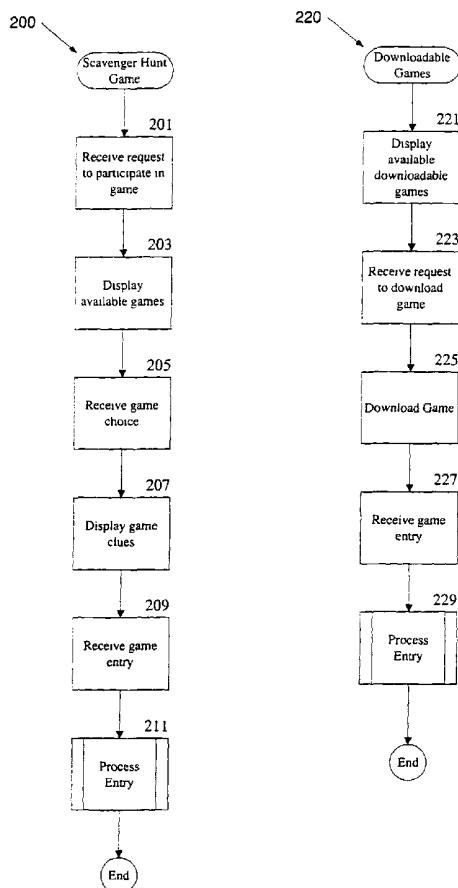 200
Scavenger Hunt
Game
201
Receive request
to participate in
game
203
Display
available games
205
Receive game
choice
207
Display game
clues
209
Receive game
entry
211
Process
Entry
End
220
Downloadable
Games
221
Display
available
downloadable
games
223
Receive request
to download
game
225
Download Game
227
Receive game
entry
229
Process
Entry
End